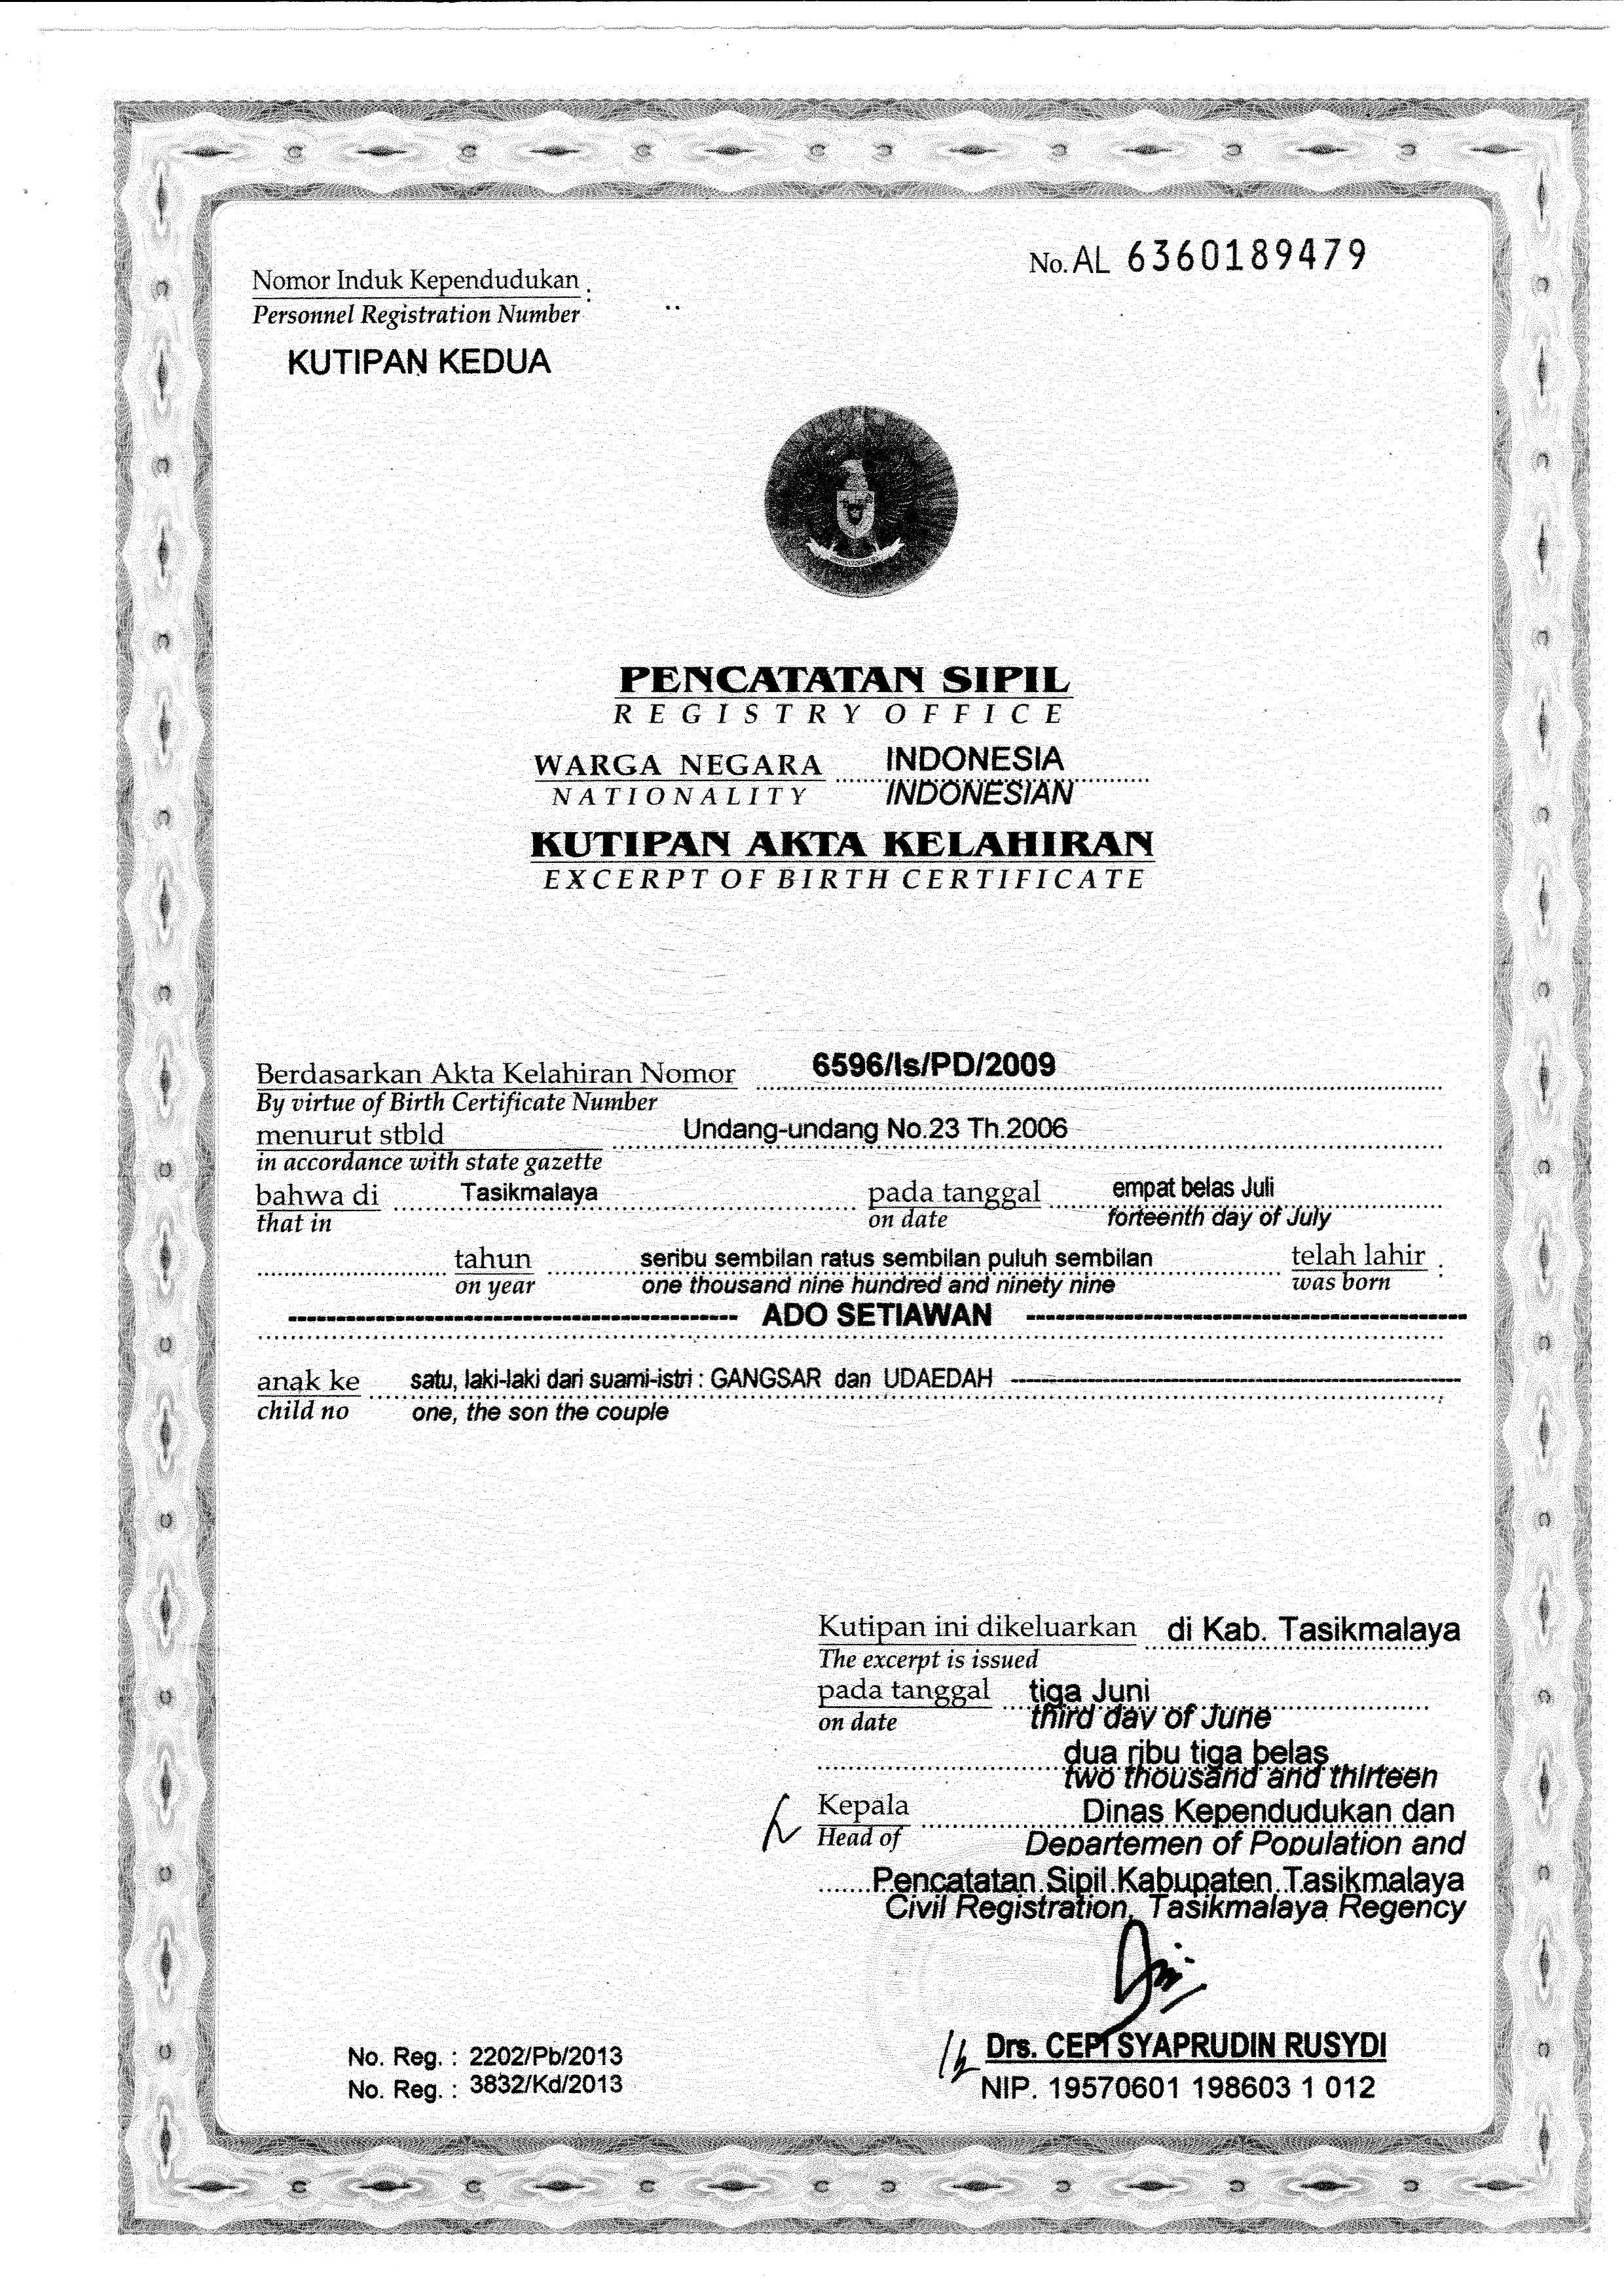 No. AL 6360189479
Nomor Induk Kependudukan :
Personnel Registration Number
KUTIPAN KEDUA
PENCATATAN SIPIL
REGISTRY OFFICE
WARGA NEGARA INDONESIA
NATIONALITY INDONESIAN
KUTIPAN AKTA KELAHIRAN
EXCERPT OF BIRTH CERTIFICATE
Berdasarkan Akta Kelahiran Nomor 6596/Is/PD/2009
By virtue of Birth Certificate Number
menurut stbld Undang-undang No.23 Th.2006
in accordance with state gazette
bahwa di Tasikmalaya pada tanggal empat belas Juli
that in on date forteenth day of July
tahun seribu sembilan ratus sembilan puluh sembilan telah lahir :
on year one thousand nine hundred and ninety nine was born
ADO SETIAWAN
anak ke satu, laki-laki dari suami-istri : GANGSAR dan UDAEDAH
child no one, the son the couple
Kutipan ini dikeluarkan di Kab. Tasikmalaya
The excerpt is issued
pada tanggal tiga Juni
on date third day of June
dua ribu tiga belas
two thousand and thirteen
Kepala Dinas Kependudukan dan
Head of Departemen of Population and
Pencatatan Sipil Kabupaten Tasikmalaya
Civil Registration, Tasikmalaya Regency
Drs. CEPI SYAPRUDIN RUSYDI
NIP. 19570601 198603 1 012
No. Reg. : 2202/Pb/2013
No. Reg. : 3832/Kd/2013